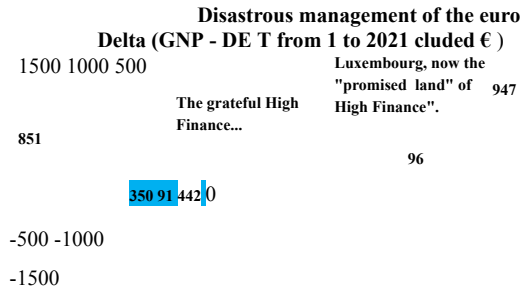 Disastrous management of the euro
Delta (GNP - DE T from 1 to 2021 cluded € )
1500 1000 500
Luxembourg, now the
"promised land" of
High Finance".
947
The grateful High
Finance...
851
96
350 91 442 0
-500 -1000
-1500